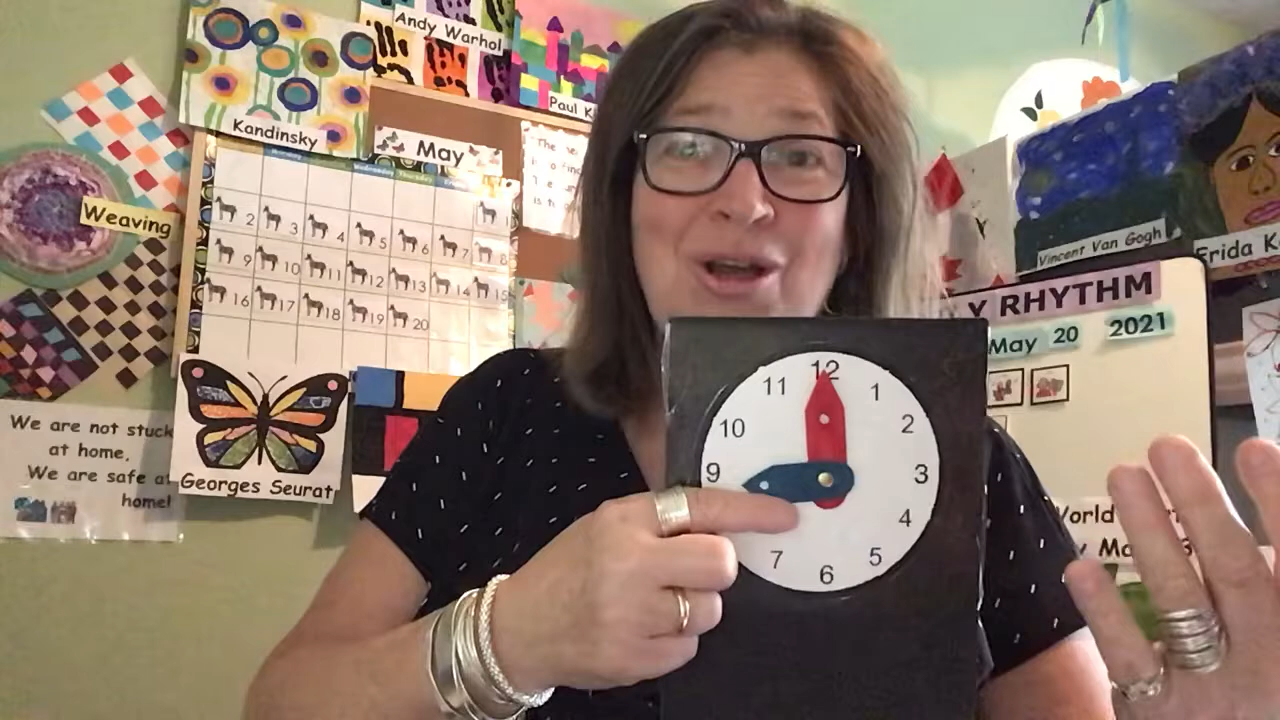 Andy Warhol
Kandinsky
Paul K
May
Weaving
2 3 4 5 6 7 8
9 10 11 12 13 14 15
16 17 18 19 20
We are not stuck
at home,
We are safe at
home!
Georges Seurat
12
11 1
10 2
9 3
4
7 5
6
Vincent Van Gogh
Frida K
Y RHYTHM
May 20 2021